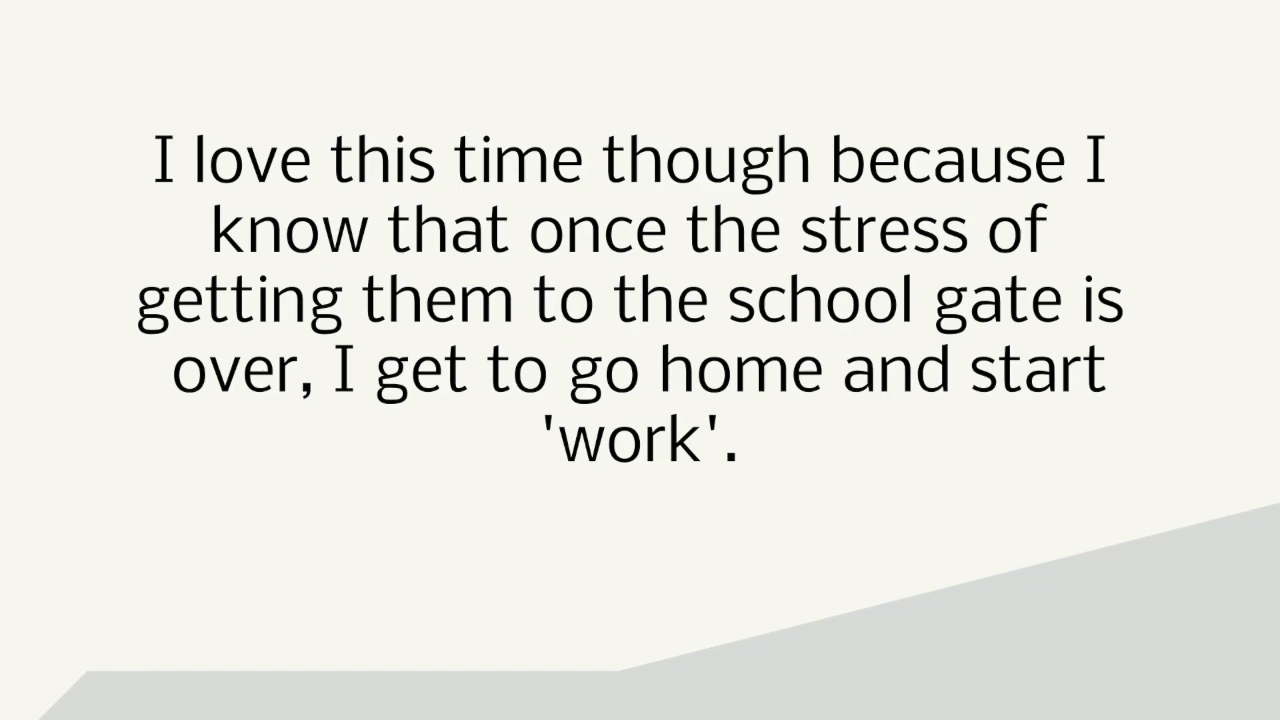 I love this time though because I
know that once the stress of
getting them to the school gate is
over, I get to go home and start
'work'.